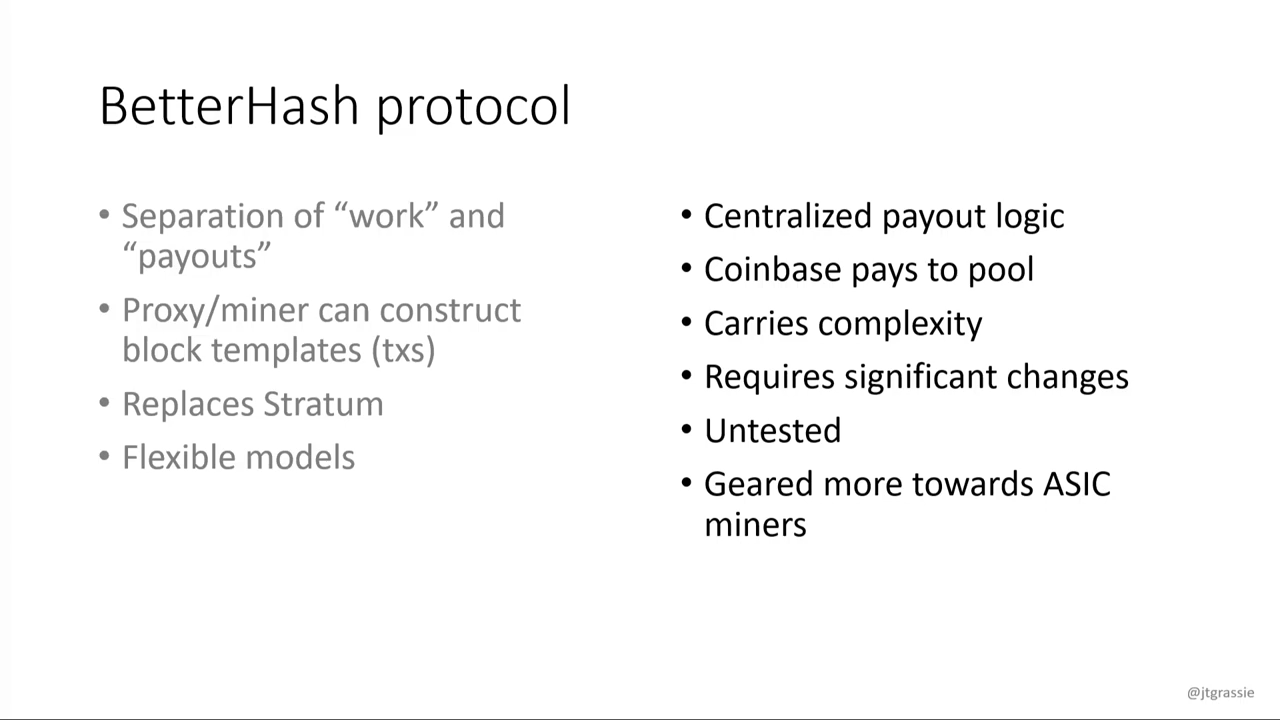 BetterHash protocol
• Separation of “work” and
“payouts”
• Proxy/miner can construct
block templates (txs)
• Replaces Stratum
• Flexible models
• Centralized payout logic
• Coinbase pays to pool
• Carries complexity
• Requires significant changes
• Untested
• Geared more towards ASIC
miners
@jtgrassie